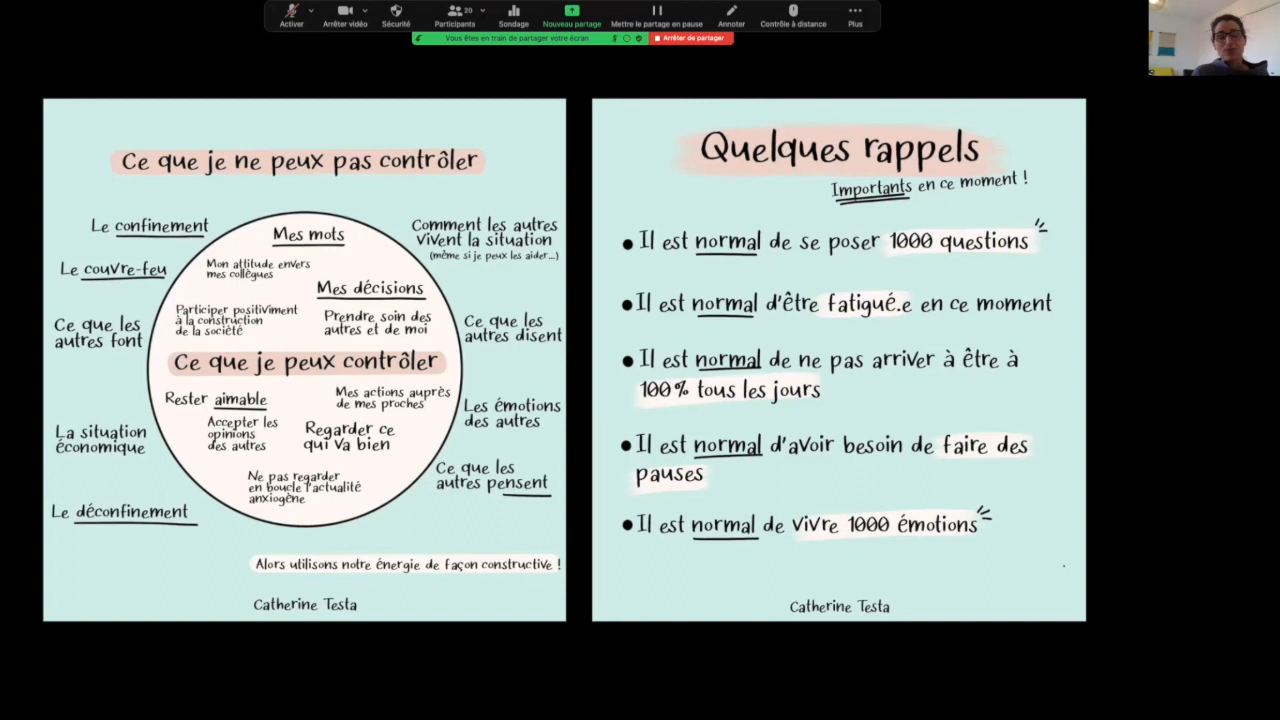 Activer
Arrêter vidéo
Sécurité
Participants
20
Sondage
Nouveau partage
Mettre le partage en pause
Annoter
Contrôle à distance
Plus
Vous êtes en train de partager votre écran
Arrêter de partager
Ce que je ne peux pas contrôler
Le confinement
Le couvre-feu
Ce que les
autres font
La situation
économique
Le déconfinement
Mes mots
Mon attitude envers
mes collègues
Mes décisions
Participer positiviment
à la construction
de la société
Prendre soin des
autres et de moi
Ce que je peux contrôler
Rester aimable
Mes actions auprès
de mes proches
Accepter les
opinions
des autres
Regarder ce
qui va bien
Ne pas regarder
en boucle l'actualité
anxiogène
Comment les autres
vivent la situation
(même si je peux les aider...)
Ce que les
autres disent
Les émotions
des autres
Ce que les
autres pensent
Alors utilisons notre énergie de façon constructive !
Catherine Testa
Quelques rappels
Importants en ce moment !
• Il est normal de se poser 1000 questions
• Il est normal d'être fatigué.e en ce moment
• Il est normal de ne pas arriver à être à
100% tous les jours
• Il est normal d'avoir besoin de faire des
pauses
• Il est normal de vivre 1000 émotions
Catherine Testa